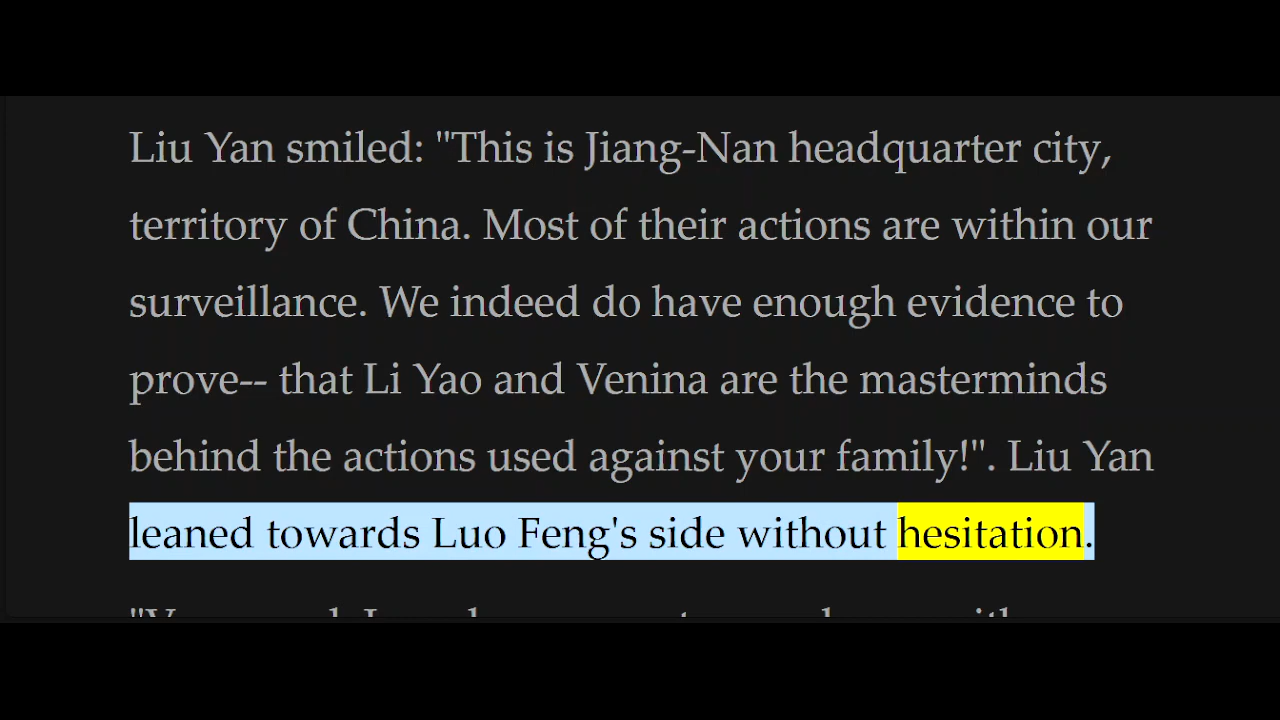 Liu Yan smiled: "This is Jiang-Nan headquarter city,
territory of China. Most of their actions are within our
surveillance. We indeed do have enough evidence to
prove-- that Li Yao and Venina are the masterminds
behind the actions used against your family!". Liu Yan
leaned towards Luo Feng's side without hesitation.